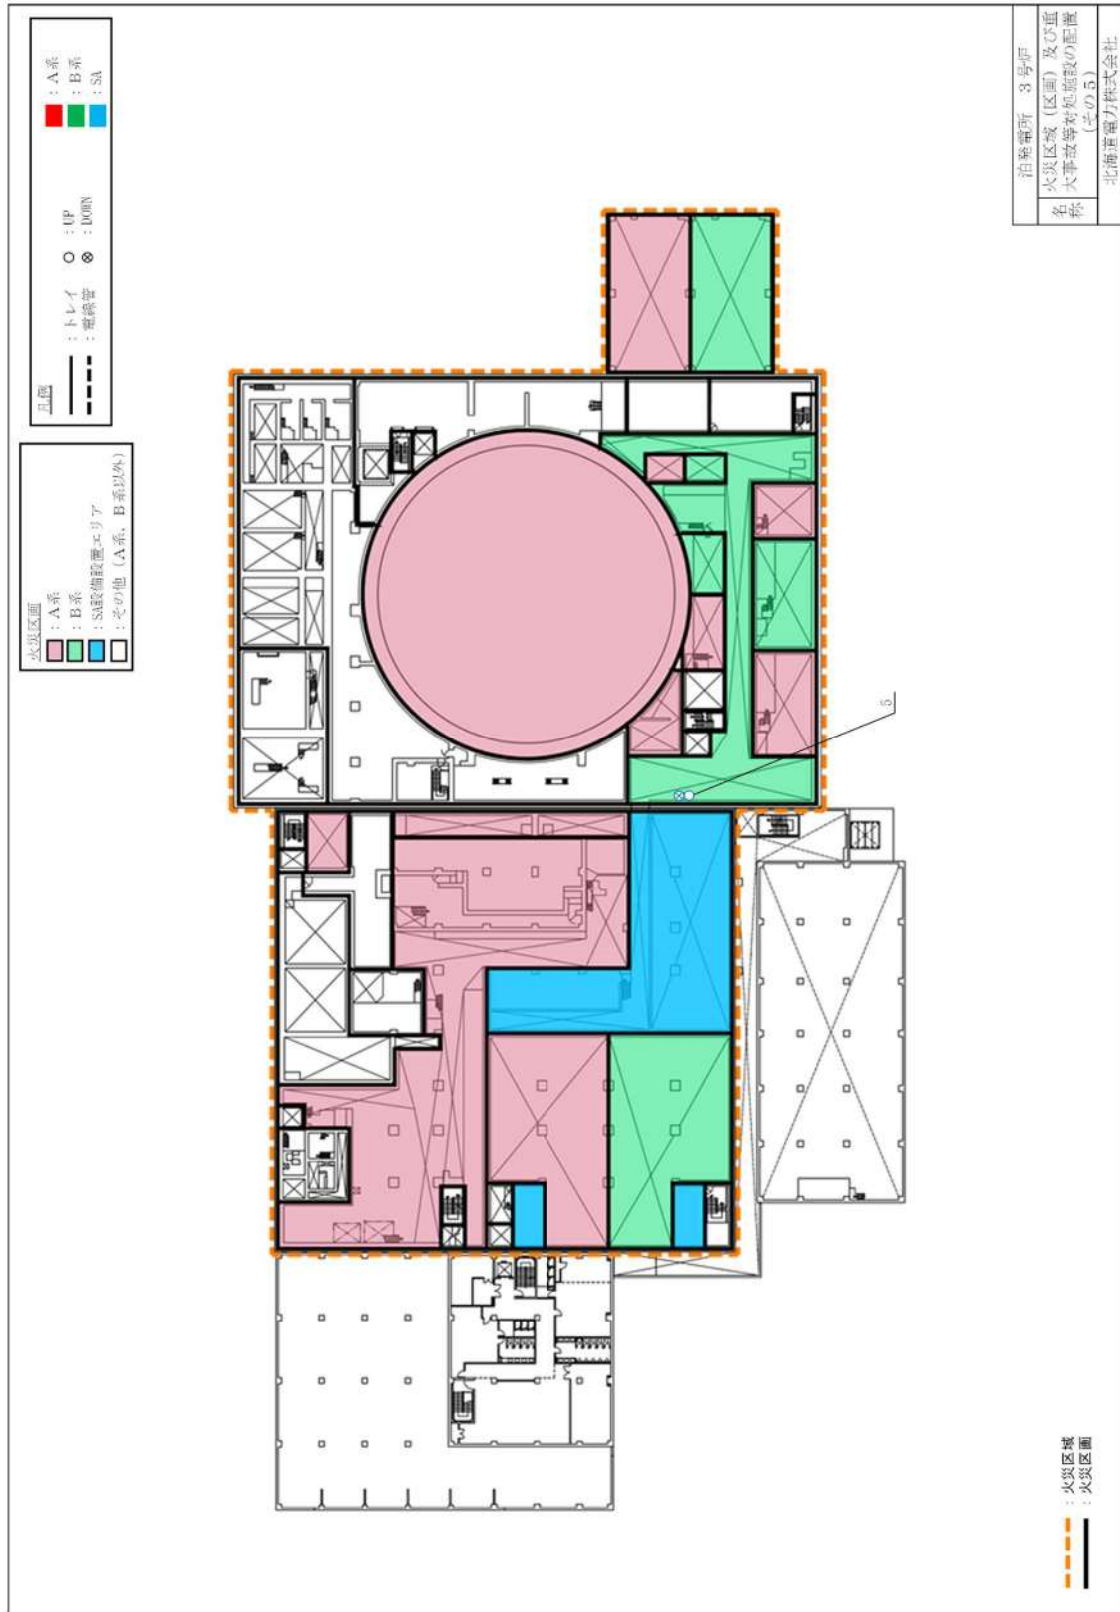 火災区画
：A系
：B系
：SA設備設置エリア
：その他（A系、B系以外）
凡例
：トレイ
：電線管
：UP
：DOWN
：A系
：B系
：SA
5
：火災区域
：火災区画
泊発電所　3号炉
名称
火災区域（区画）及び重
大事故等対処施設の配置
（その5）
北海道電力株式会社